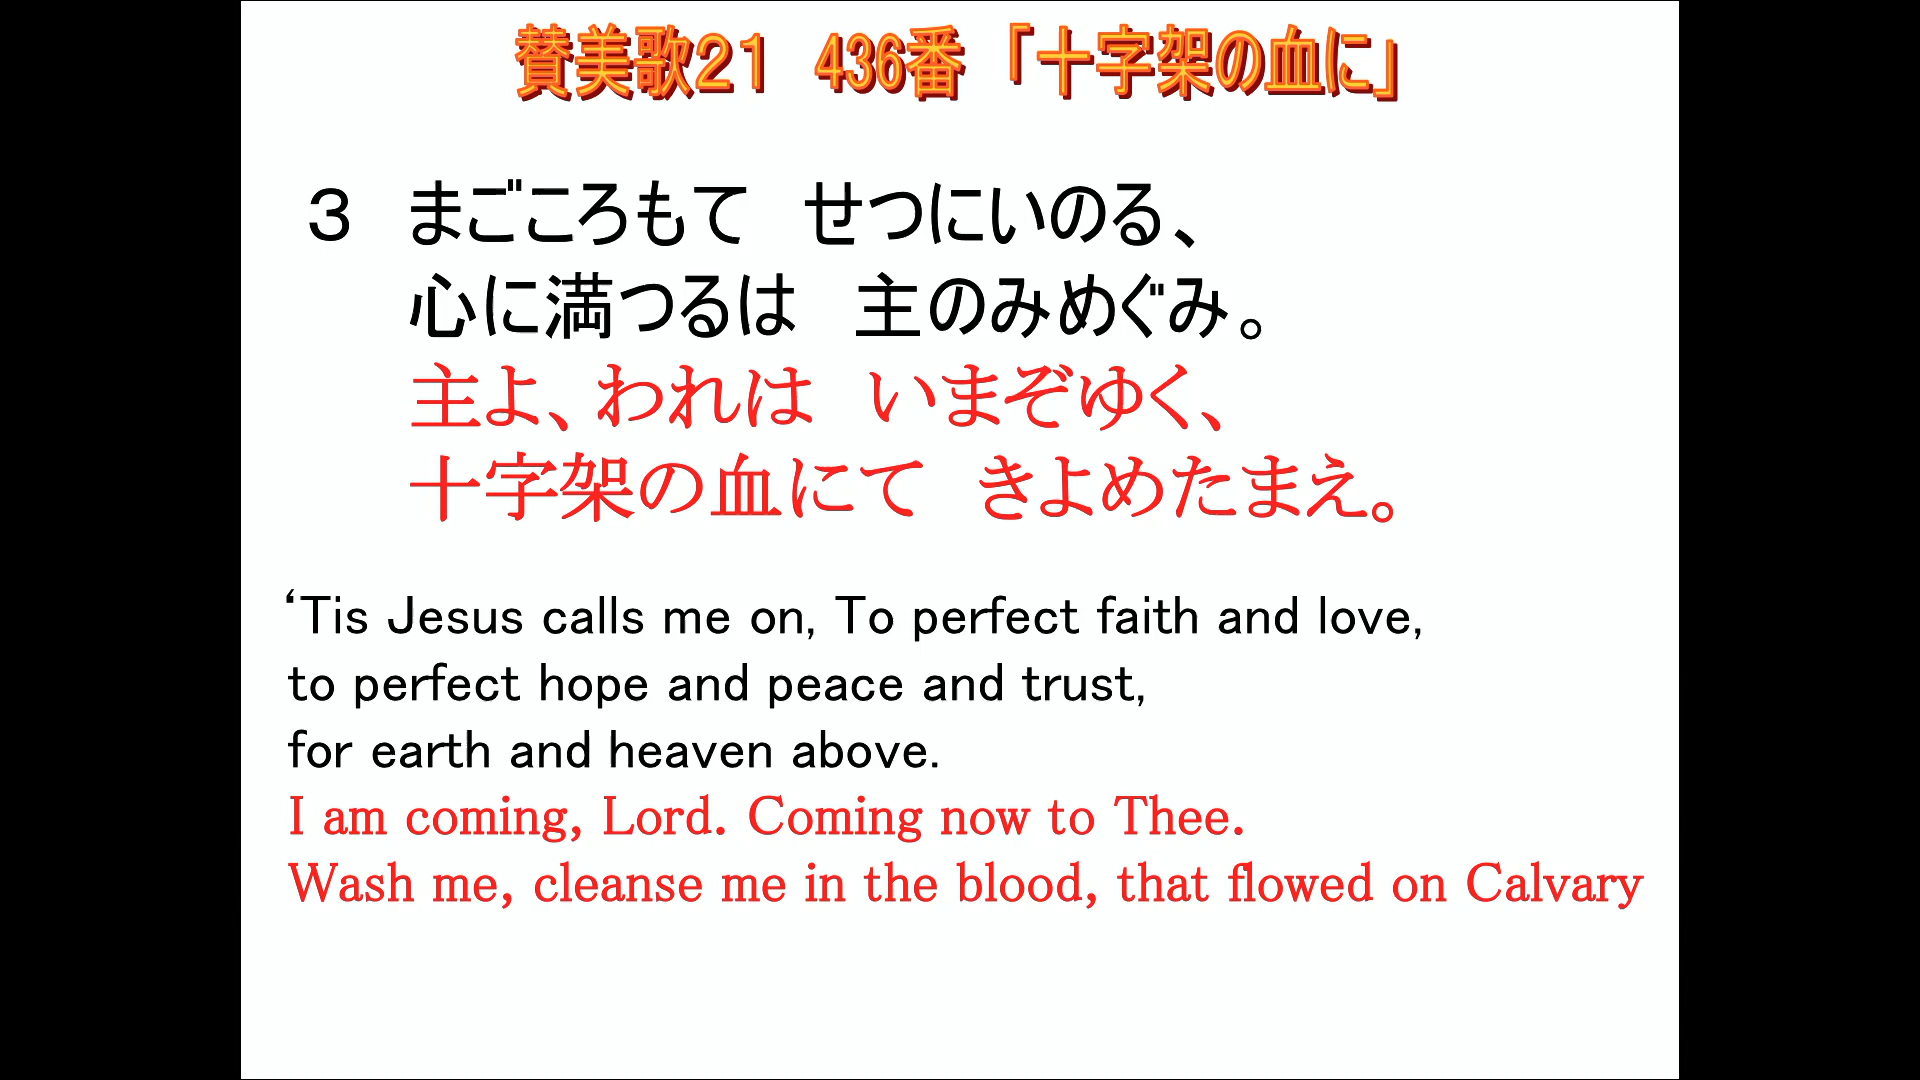 賛美歌21　436番　「十字架の血に」
３　まごころもて　せつにいのる、
心に満つるは　主のみめぐみ。
主よ、われは　いまぞゆく、
十字架の血にて　きよめたまえ。
‘Tis Jesus calls me on, To perfect faith and love,
to perfect hope and peace and trust,
for earth and heaven above.
I am coming, Lord. Coming now to Thee.
Wash me, cleanse me in the blood, that flowed on Calvary